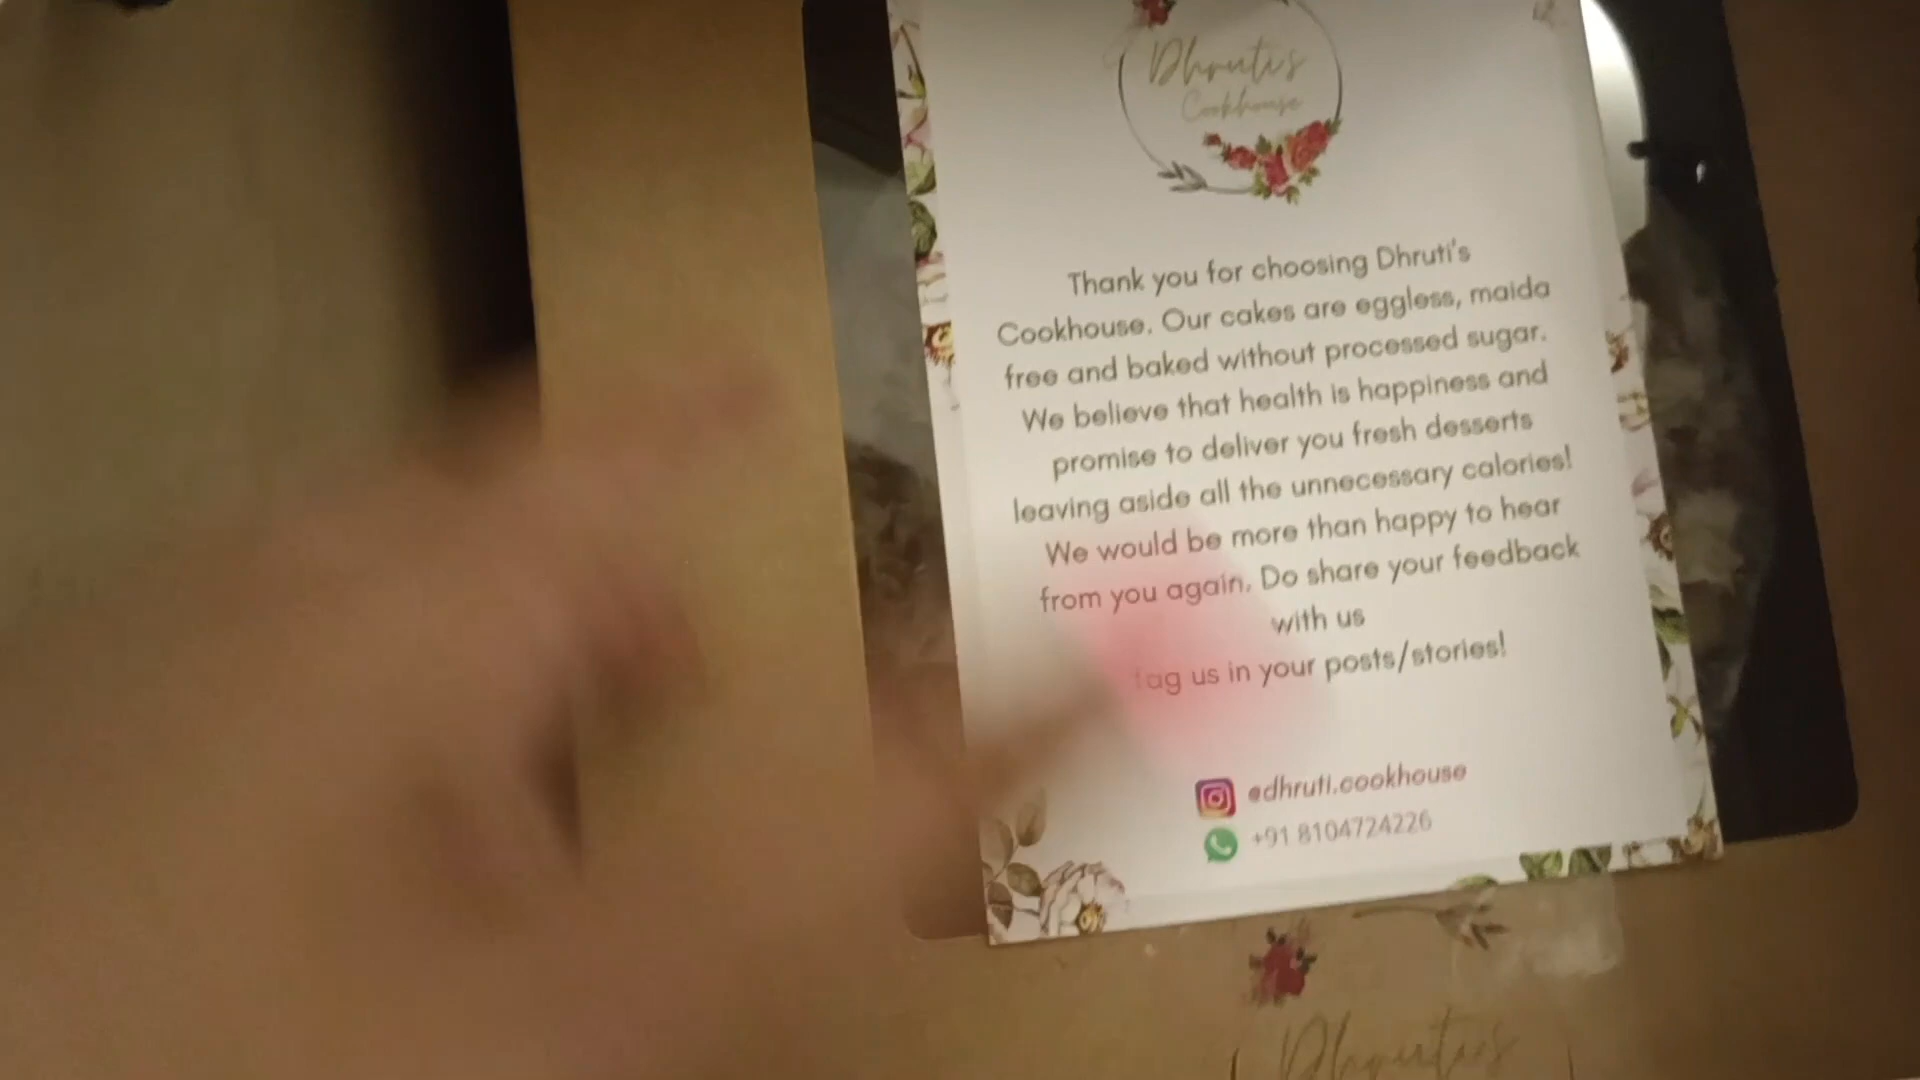 Dhruti's
Cookhouse
Thank you for choosing Dhruti's
Cookhouse. Our cakes are eggless, maida
free and baked without processed sugar.
We believe that health is happiness and
promise to deliver you fresh desserts
leaving aside all the unnecessary calories!
We would be more than happy to hear
from you again. Do share your feedback
with us
Tag us in your posts/stories!
@dhruti.cookhouse
+91 8104724226
Dhruti's